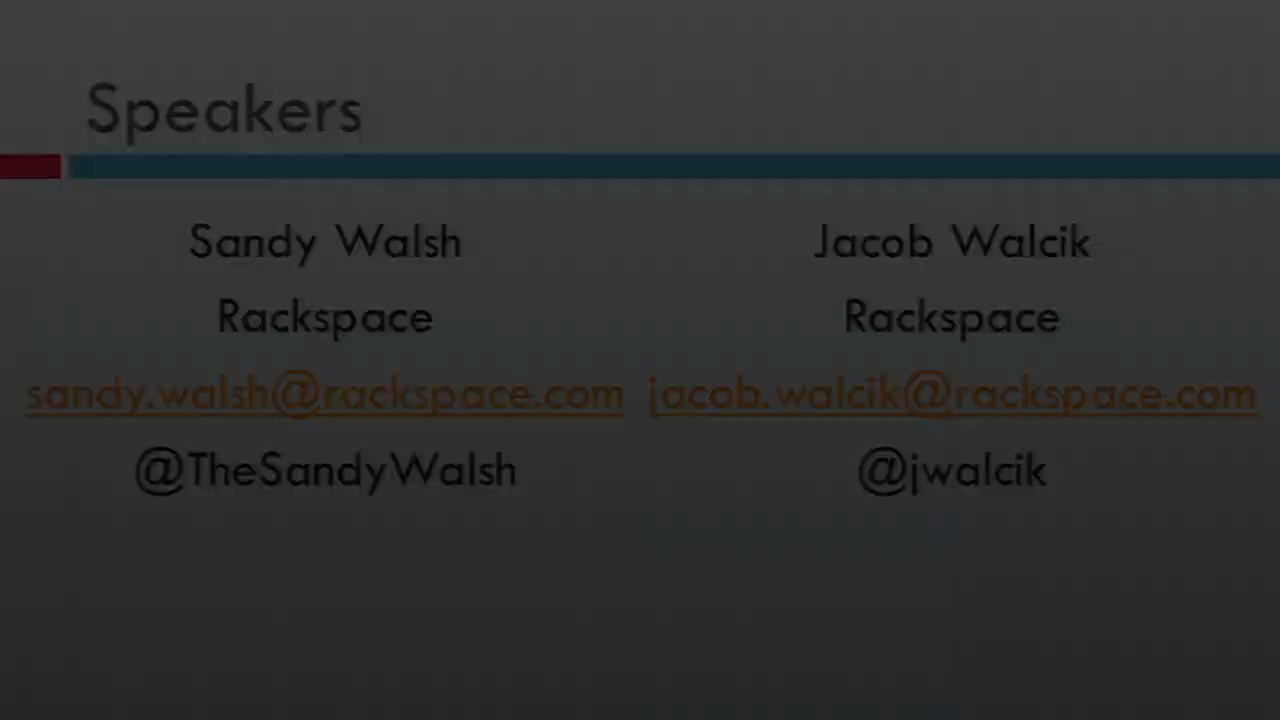 Speakers
Sandy Walsh
Rackspace
sandy.walsh@rackspace.com
@TheSandyWalsh
Jacob Walcik
Rackspace
jacob.walcik@rackspace.com
@jwalcik